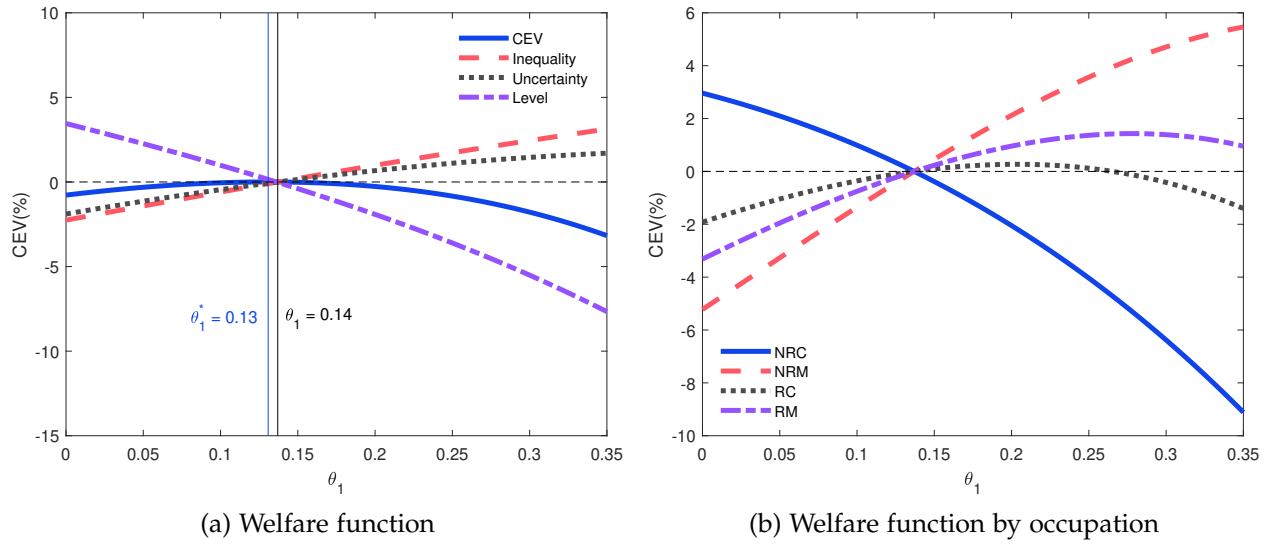 10
5
0
-5
-10
-15
CEV(%)
CEV
Inequality
Uncertainty
Level
θ*1 = 0.13
θ1 = 0.14
0 0.05 0.1 0.15 0.2 0.25 0.3 0.35
θ1
(a) Welfare function
6
4
2
0
-2
-4
-6
-8
-10
CEV(%)
NRC
NRM
RC
RM
0 0.05 0.1 0.15 0.2 0.25 0.3 0.35
θ1
(b) Welfare function by occupation